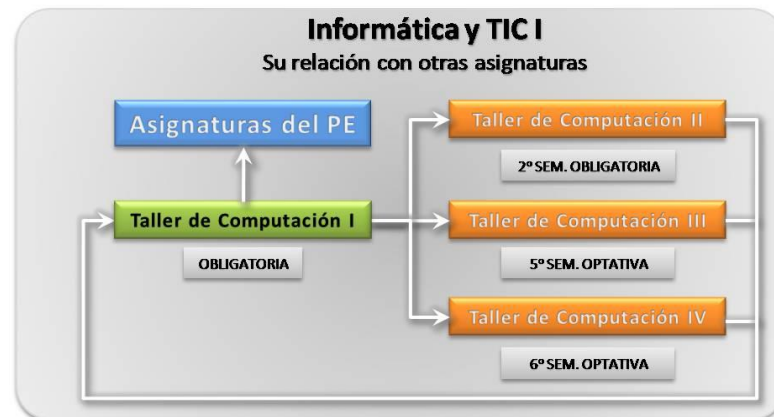 Informática y TIC I
Su relación con otras asignaturas
Asignaturas del PE
Taller de Computación I
OBLIGATORIA
Taller de Computación II
2º SEM. OBLIGATORIA
Taller de Computación III
5º SEM. OPTATIVA
Taller de Computación IV
6º SEM. OPTATIVA